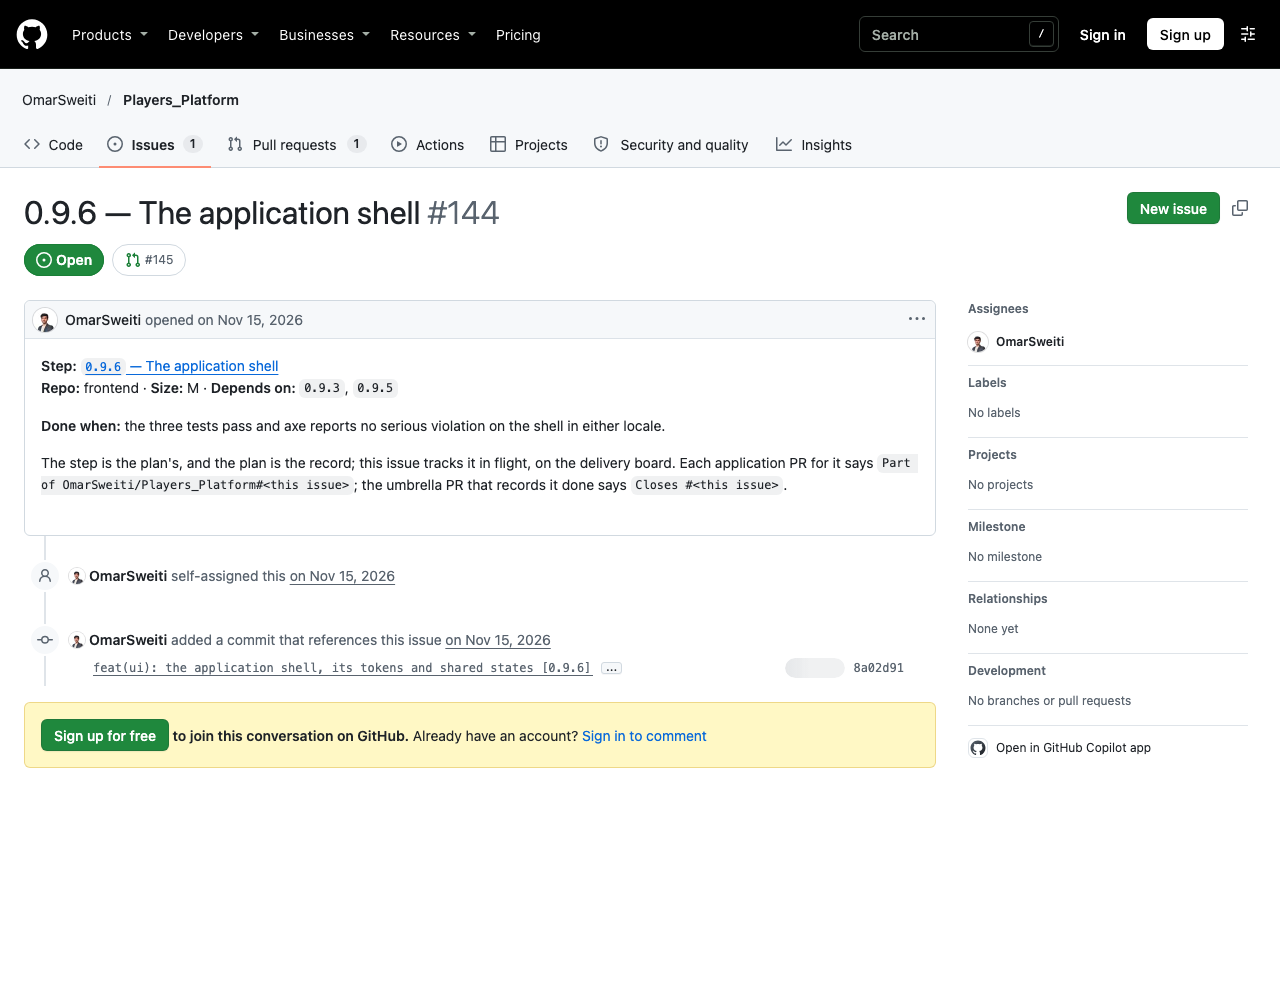 Products Developers Businesses Resources Pricing Search / Sign in Sign up
OmarSweiti / Players_Platform
Code Issues 1 Pull requests 1 Actions Projects Security and quality Insights
0.9.6 — The application shell #144
New issue
Open #145
OmarSweiti opened on Nov 15, 2026
Step: 0.9.6 — The application shell
Repo: frontend · Size: M · Depends on: 0.9.3, 0.9.5
Done when: the three tests pass and axe reports no serious violation on the shell in either locale.
The step is the plan's, and the plan is the record; this issue tracks it in flight, on the delivery board. Each application PR for it says Part
of OmarSweiti/Players_Platform#<this issue>; the umbrella PR that records it done says Closes #<this issue>.
OmarSweiti self-assigned this on Nov 15, 2026
OmarSweiti added a commit that references this issue on Nov 15, 2026
feat(ui): the application shell, its tokens and shared states [0.9.6] … 8a02d91
Sign up for free to join this conversation on GitHub. Already have an account? Sign in to comment
Assignees
OmarSweiti
Labels
No labels
Projects
No projects
Milestone
No milestone
Relationships
None yet
Development
No branches or pull requests
Open in GitHub Copilot app